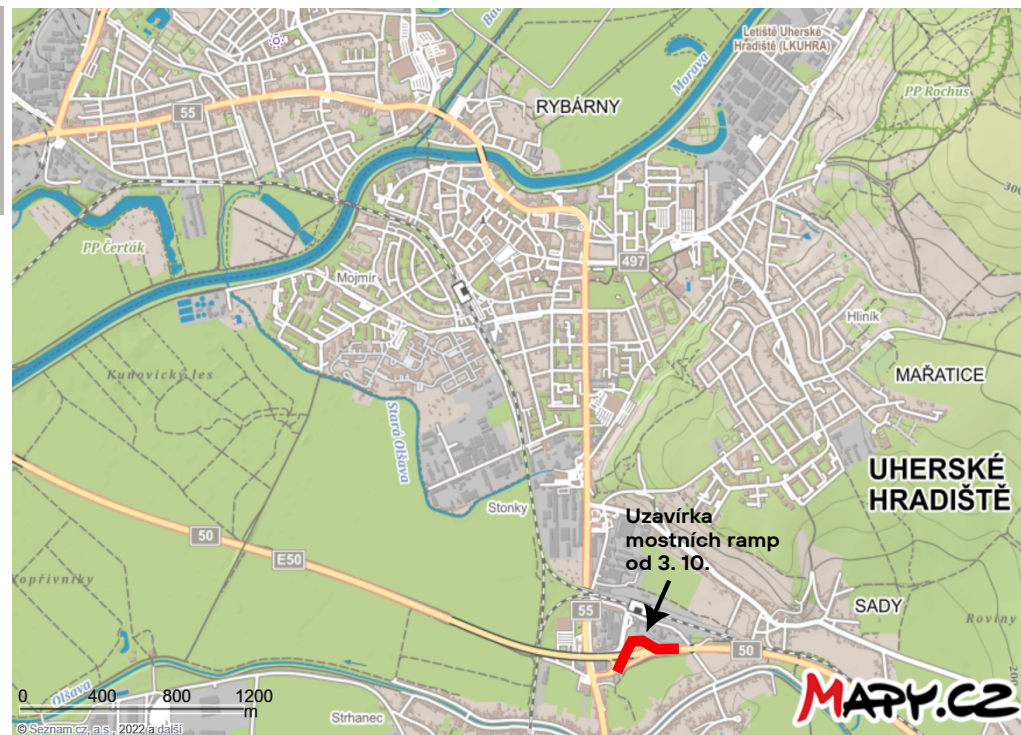 Letiště Uherské
Hradiště (LKUHRA)
Morava
PP Rochus
55
RYBÁRNY
PP Čerťák
497
Mojmír
Hliník
Kunovický les
MAŘATICE
Stará Olšava
UHERSKÉ
HRADIŠTĚ
Stonky
Uzavírka
mostních ramp
od 3. 10.
50
E50
Kopřivnrky
55
SADY
Roviny
50
Olšava
0 400 800 1200
m
Strhanec
MAPY.CZ
© Seznam.cz, a.s., 2022 a další